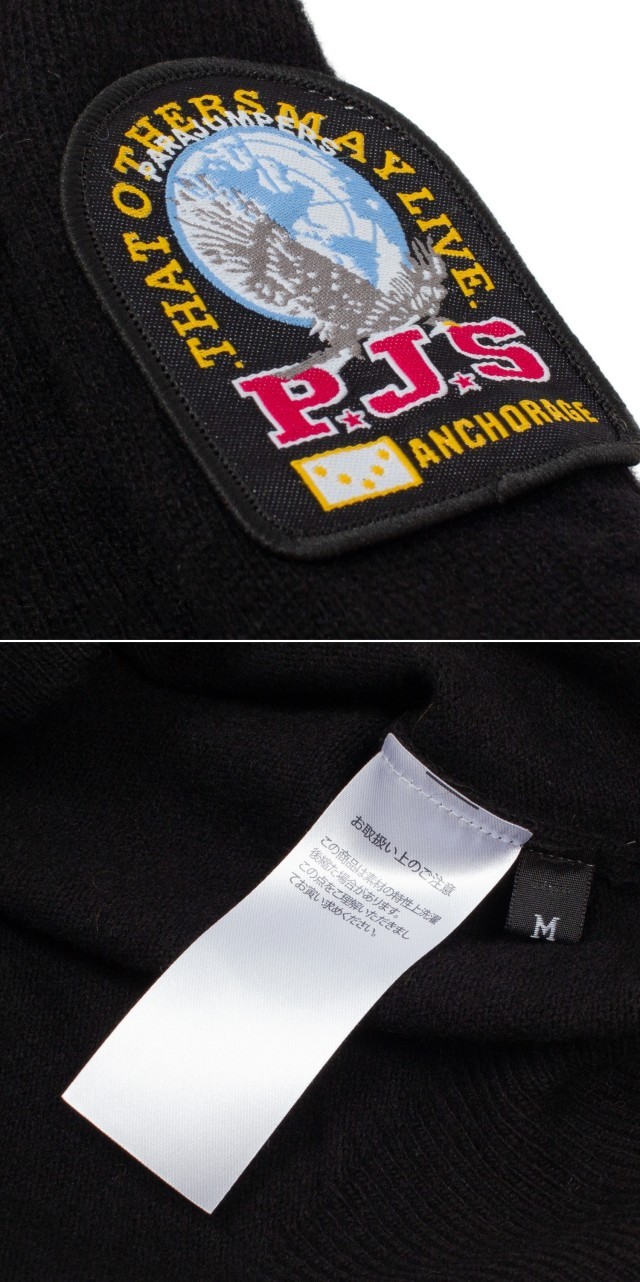 THAT OTHERS MAY LIVE
PARAJUMPERS
P.J.S
ANCHORAGE
お取扱い上のご注意
この商品は素材の特性上洗濯
後縮む場合があります。
この点をご理解いただきまし
てお買い求めください。
M